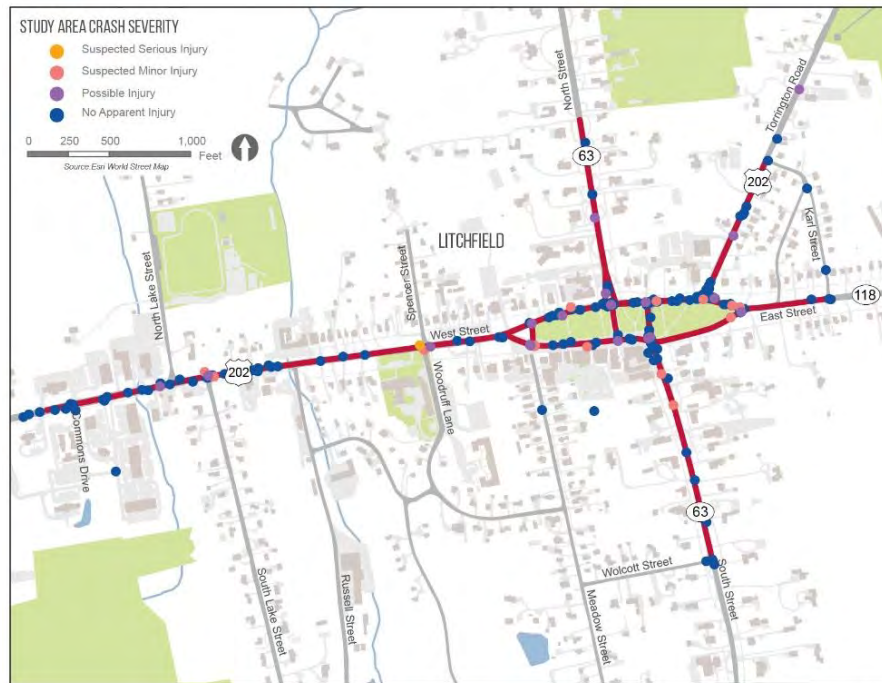 STUDY AREA CRASH SEVERITY
Suspected Serious Injury
Suspected Minor Injury
Possible Injury
No Apparent Injury
0 250 500 1,000
Feet
Source:Esri World Street Map
North Street
63
Torrington Road
202
Karl Street
LITCHFIELD
North Lake Street
Spencer Street
West Street
118
East Street
202
Woodruff Lane
Commons Drive
63
Wolcott Street
South Lake Street
Russell Street
Meadow Street
South Street